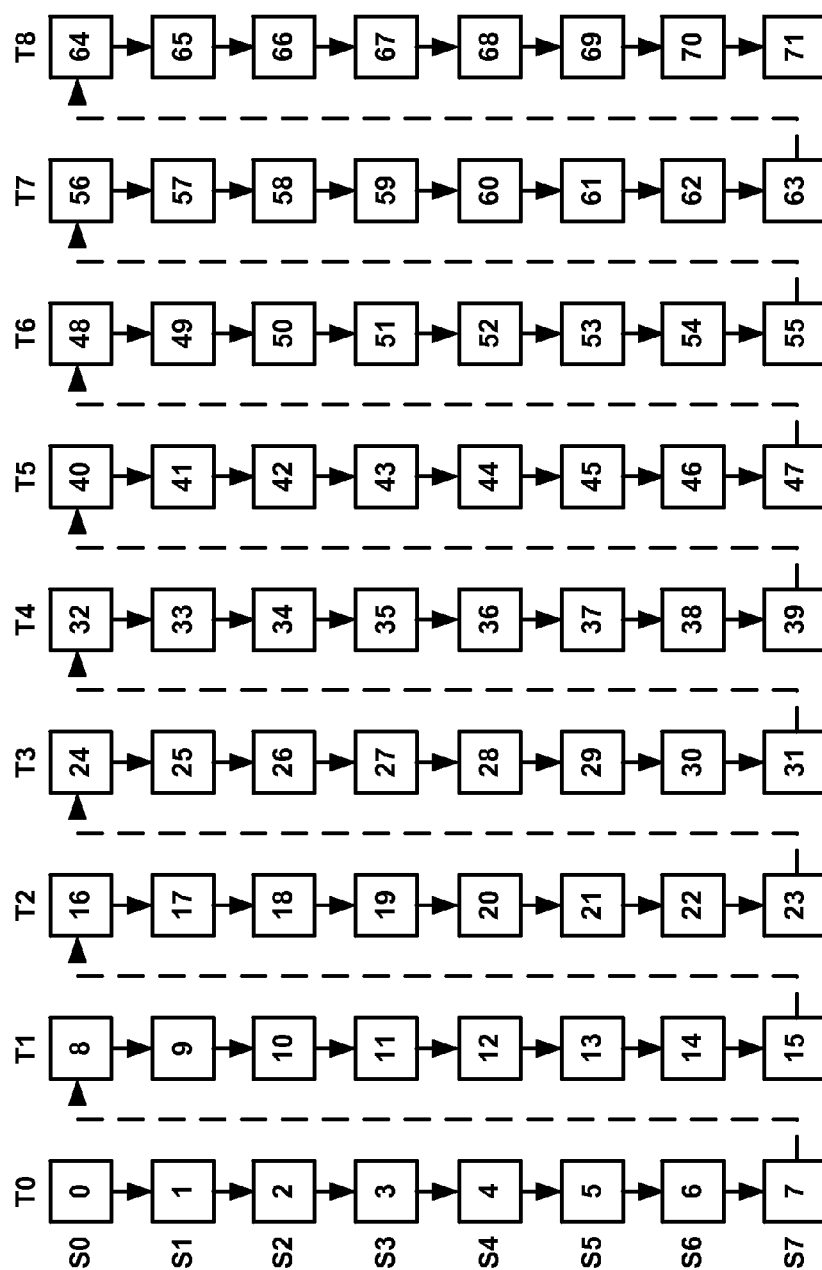 T0 T1 T2 T3 T4 T5 T6 T7 T8
S0 0 8 16 24 32 40 48 56 64
S1 1 9 17 25 33 41 49 57 65
S2 2 10 18 26 34 42 50 58 66
S3 3 11 19 27 35 43 51 59 67
S4 4 12 20 28 36 44 52 60 68
S5 5 13 21 29 37 45 53 61 69
S6 6 14 22 30 38 46 54 62 70
S7 7 15 23 31 39 47 55 63 71